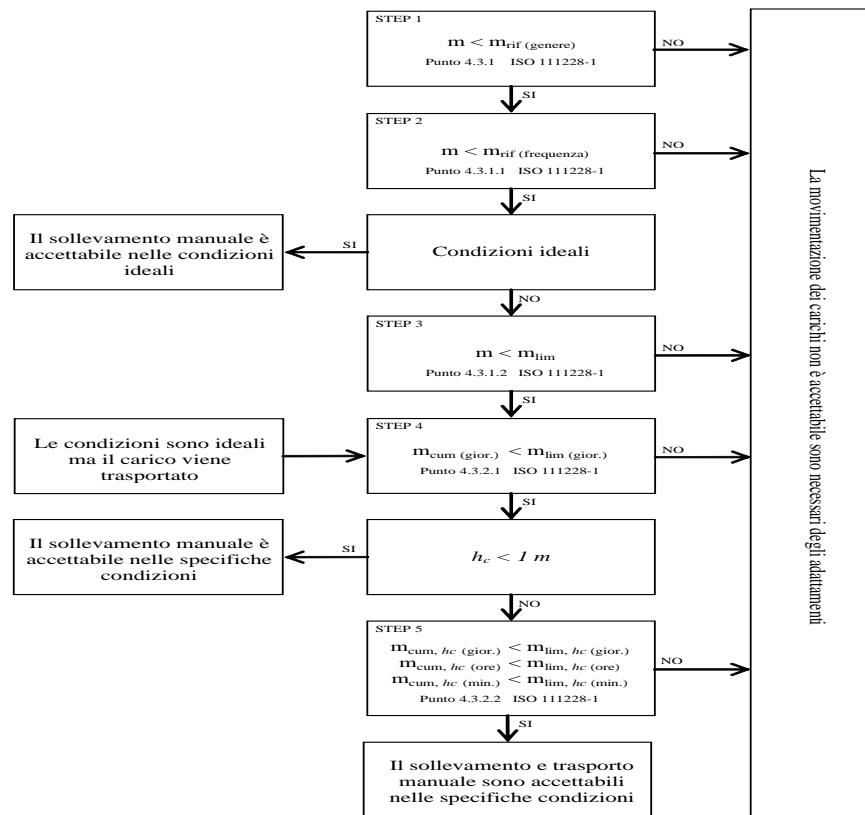 STEP 1
m < mrif (genere)
Punto 4.3.1 ISO 111228-1
NO
SI
STEP 2
m < mrif (frequenza)
Punto 4.3.1.1 ISO 111228-1
NO
SI
Il sollevamento manuale è
accettabile nelle condizioni
ideali
SI
Condizioni ideali
NO
STEP 3
m < mlim
Punto 4.3.1.2 ISO 111228-1
NO
SI
Le condizioni sono ideali
ma il carico viene
trasportato
STEP 4
mcum (gior.) < mlim (gior.)
Punto 4.3.2.1 ISO 111228-1
NO
SI
Il sollevamento manuale è
accettabile nelle specifiche
condizioni
SI
hc < 1 m
NO
STEP 5
mcum, hc (gior.) < mlim, hc (gior.)
mcum, hc (ore) < mlim, hc (ore)
mcum, hc (min.) < mlim, hc (min.)
Punto 4.3.2.2 ISO 111228-1
NO
SI
Il sollevamento e trasporto
manuale sono accettabili
nelle specifiche condizioni
La movimentazione dei carichi non è accettabile sono necessari degli adattamenti